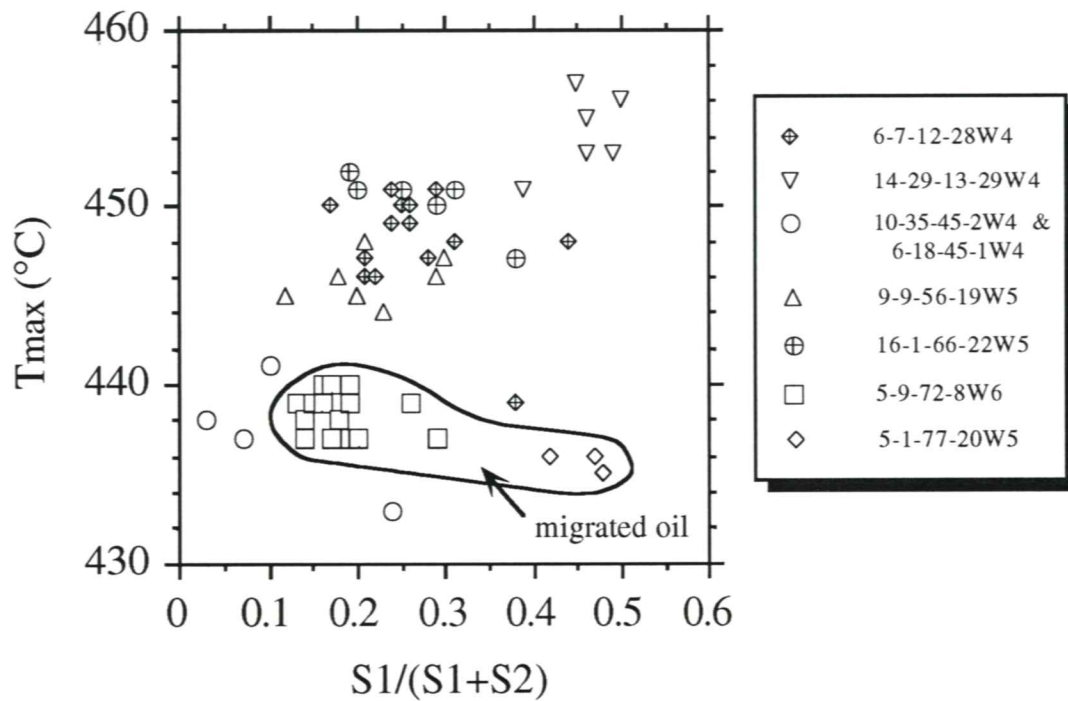 460
450
440
430
Tmax (°C)
0 0.1 0.2 0.3 0.4 0.5 0.6
S1/(S1+S2)
migrated oil
6-7-12-28W4
14-29-13-29W4
10-35-45-2W4 &
6-18-45-1W4
9-9-56-19W5
16-1-66-22W5
5-9-72-8W6
5-1-77-20W5